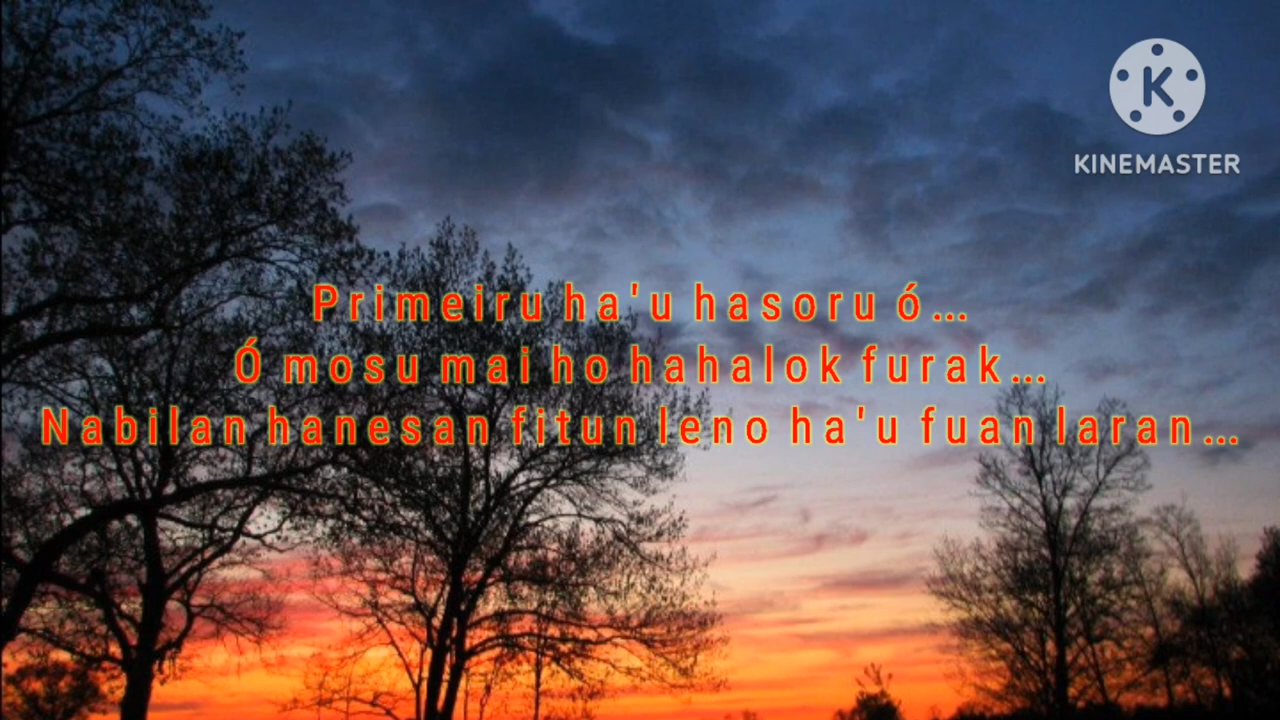 KINEMASTER
Primeiru ha'u hasoru ó...
Ó mosu mai ho hahalok furak...
Nabilan hanesan fitun leno ha'u fuan laran...